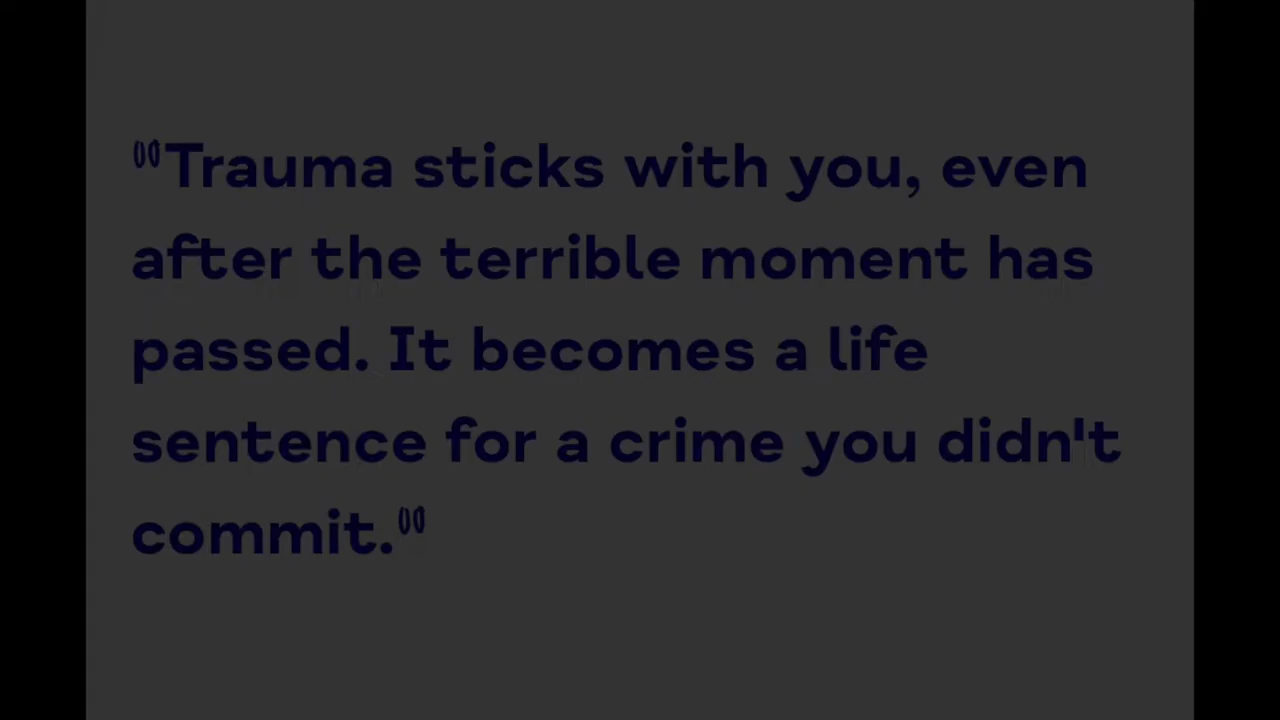 "Trauma sticks with you, even
after the terrible moment has
passed. It becomes a life
sentence for a crime you didn't
commit."